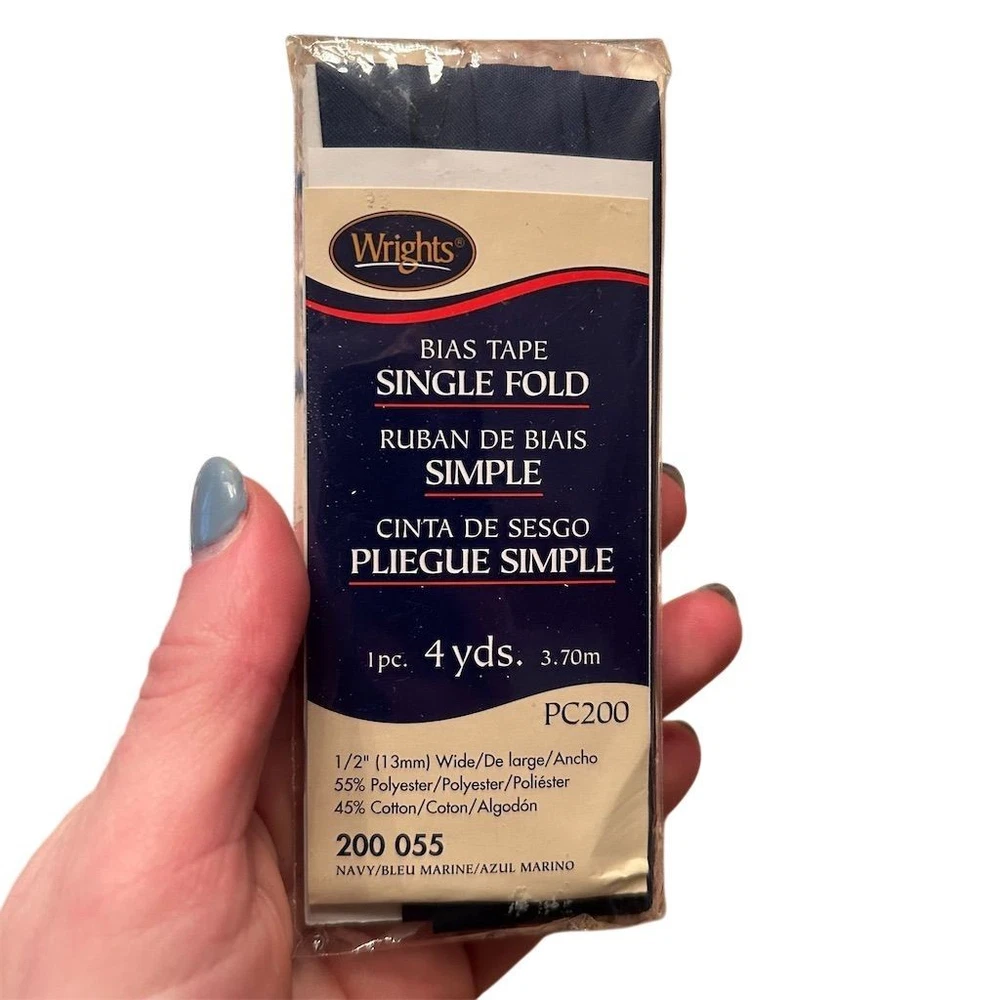 Wrights®
BIAS TAPE
SINGLE FOLD
RUBAN DE BIAIS
SIMPLE
CINTA DE SESGO
PLIEGUE SIMPLE
1 pc. 4 yds. 3.70m
PC200
1/2" (13mm) Wide/De large/Ancho
55% Polyester/Polyester/Poliéster
45% Cotton/Coton/Algodón
200 055
NAVY/BLEU MARINE/AZUL MARINO